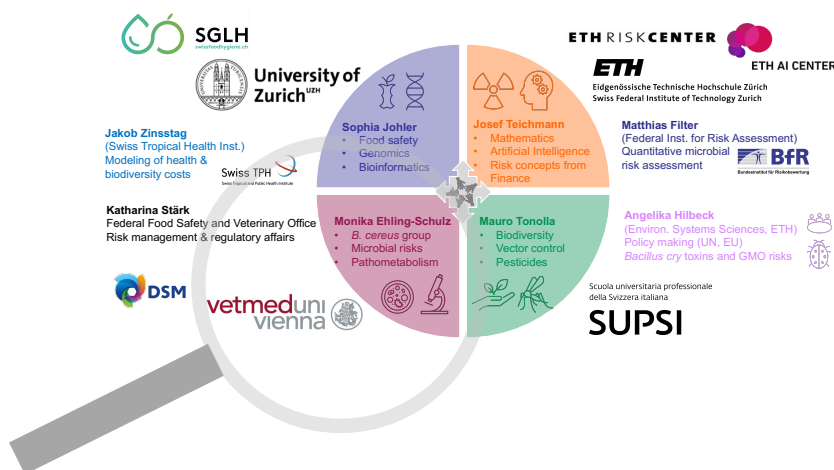 SGLH
swissfoodhygiene.ch
University of
Zurich UZH
Jakob Zinsstag
(Swiss Tropical Health Inst.)
Modeling of health &
biodiversity costs
Swiss TPH
Swiss Tropical and Public Health Institute
Katharina Stärk
Federal Food Safety and Veterinary Office
Risk management & regulatory affairs
DSM
vetmeduni
vienna
Sophia Johler
• Food safety
• Genomics
• Bioinformatics
Josef Teichmann
• Mathematics
• Artificial Intelligence
• Risk concepts from
Finance
Monika Ehling-Schulz
• B. cereus group
• Microbial risks
• Pathometabolism
Mauro Tonolla
• Biodiversity
• Vector control
• Pesticides
ETH RISKCENTER
ETH AI CENTER
ETH
Eidgenössische Technische Hochschule Zürich
Swiss Federal Institute of Technology Zurich
Matthias Filter
(Federal Inst. for Risk Assessment)
Quantitative microbial
risk assessment
BfR
Bundesinstitut für Risikobewertung
Angelika Hilbeck
(Environ. Systems Sciences, ETH)
Policy making (UN, EU)
Bacillus cry toxins and GMO risks
Scuola universitaria professionale
della Svizzera italiana
SUPSI